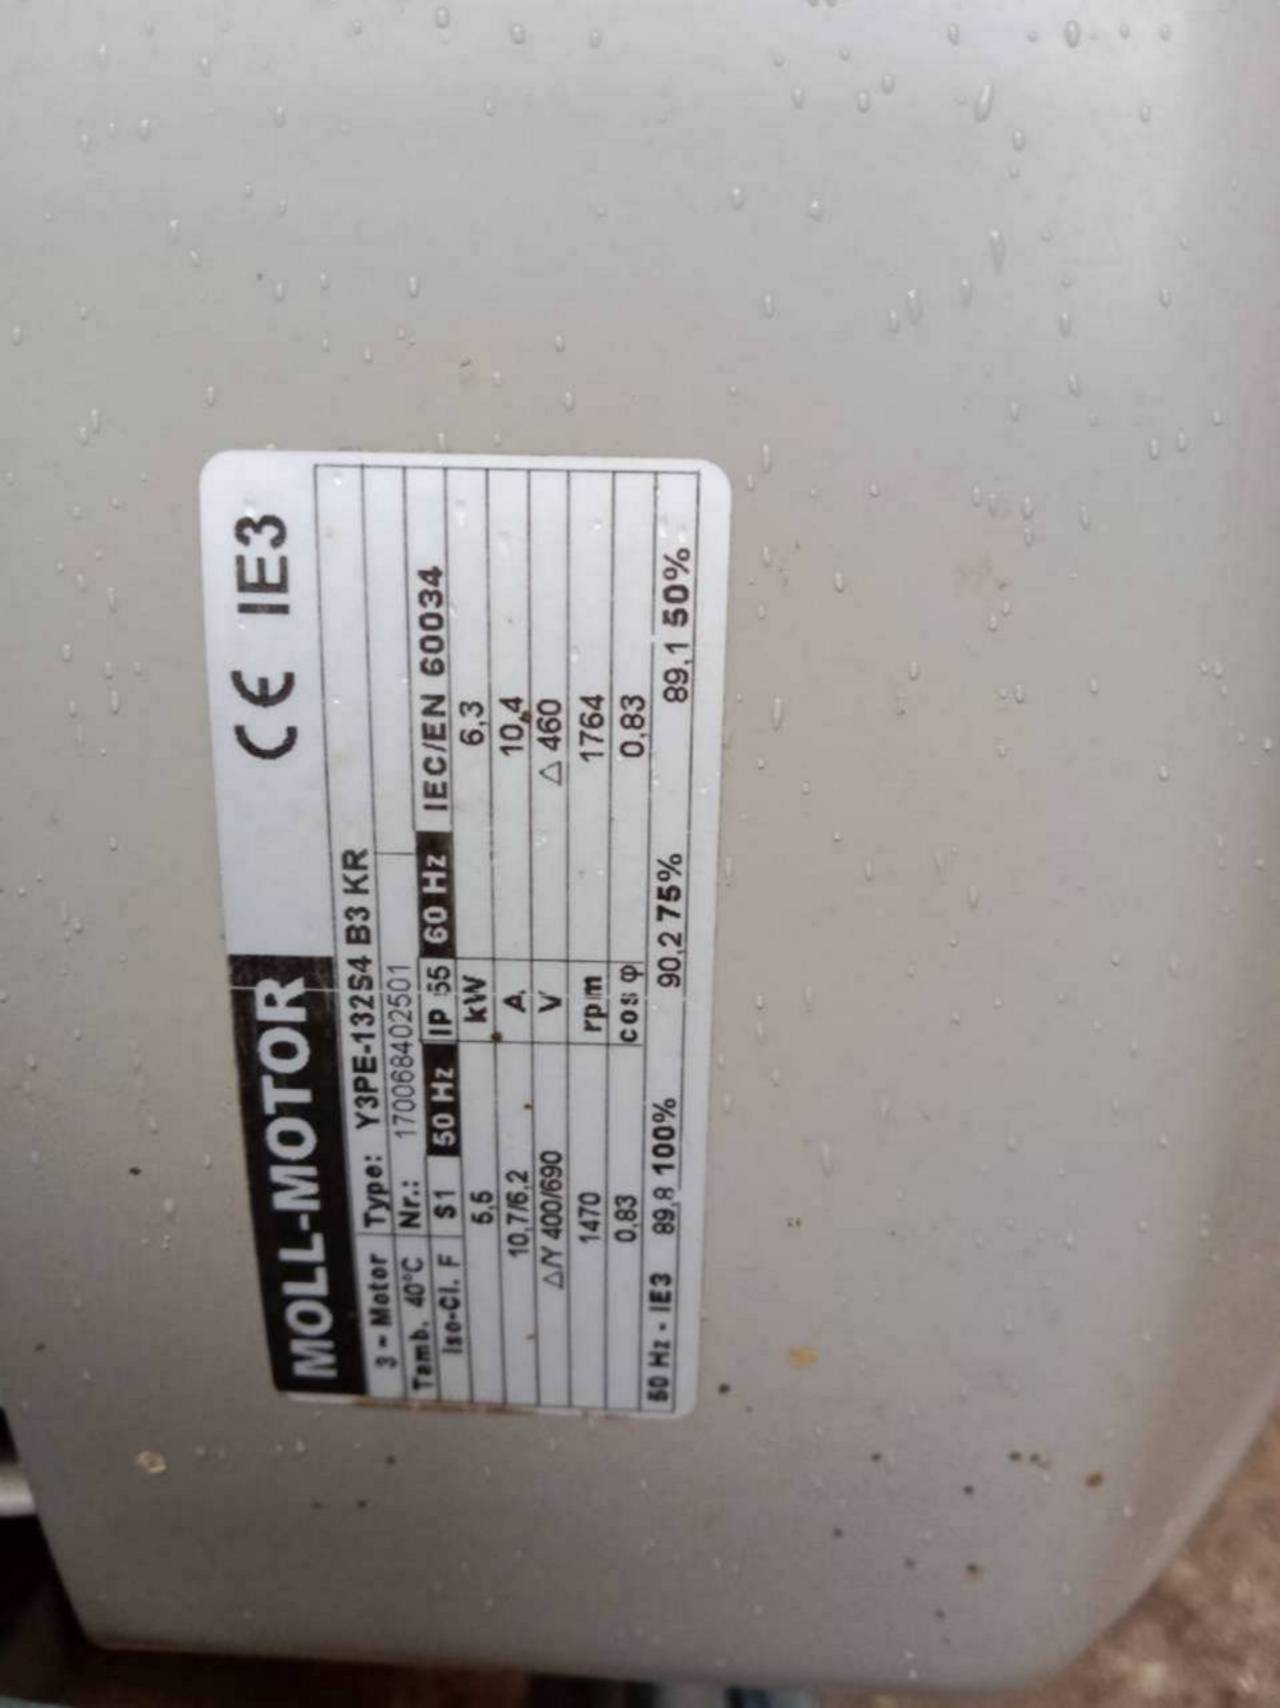 MOLL-MOTOR CE IE3
3 ~ Motor Type: Y3PE-132S4 B3 KR
Tamb. 40°C Nr.: 170068402501
Iso-Cl. F S1 50 Hz IP 55 60 Hz IEC/EN 60034
5,5 kW 6,3
10,7/6,2 A 10,4
△/Y 400/690 V △ 460
1470 rpm 1764
0,83 cos φ 0,83
50 Hz - IE3 89,8 100% 90,2 75% 89,1 50%